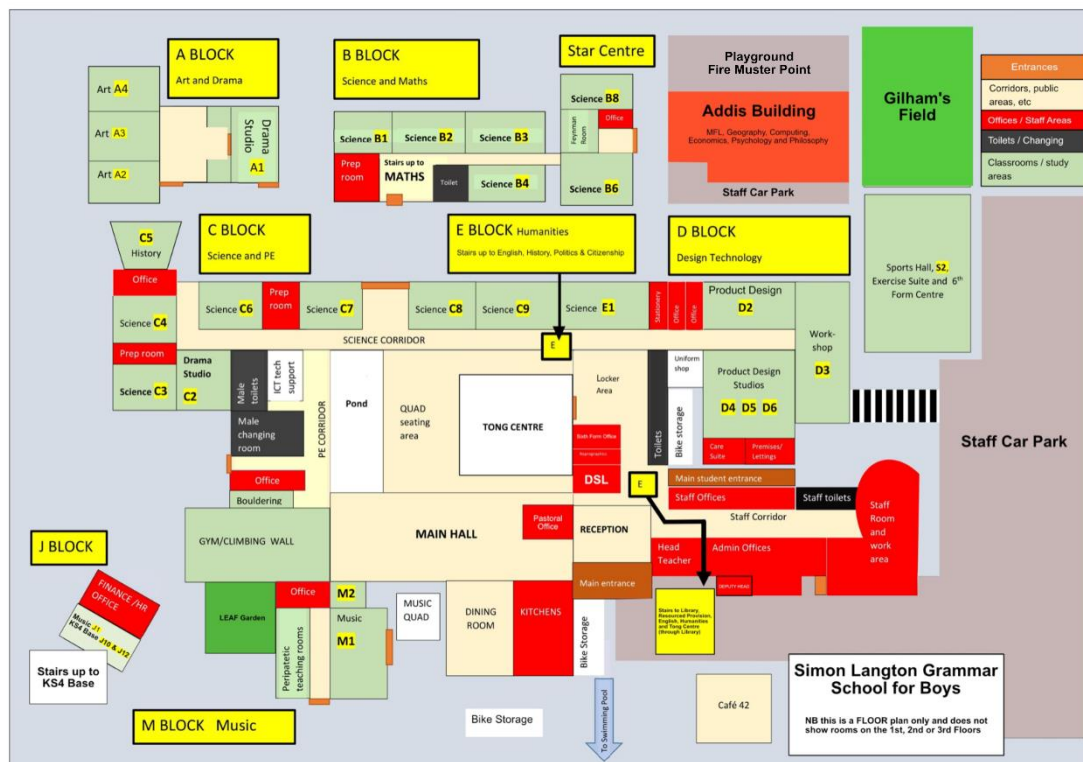 A BLOCK
Art and Drama
B BLOCK
Science and Maths
Star Centre
Playground
Fire Muster Point
Addis Building
MFL, Geography, Computing,
Economics, Psychology and Philosophy
Staff Car Park
Gilham's
Field
Entrances
Corridors, public
areas, etc
Offices / Staff Areas
Toilets / Changing
Classrooms / study
areas
Art A4
Art A3
Art A2
Drama
Studio
A1
Science B1
Science B2
Science B3
Prep
room
Stairs up to
MATHS
Toilet
Science B4
Science B8
Feynman
Room
Office
Science B6
C5
History
Office
Science C4
Prep room
Science C3
C BLOCK
Science and PE
E BLOCK Humanities
Stairs up to English, History, Politics & Citizenship
D BLOCK
Design Technology
Sports Hall, S2,
Exercise Suite and 6th
Form Centre
Science C6
Prep
room
Science C7
Science C8
Science C9
Science E1
Stationery
Office
Office
Product Design
D2
SCIENCE CORRIDOR
E
Work-
shop
D3
Drama
Studio
C2
Male
toilets
ICT tech
support
Male
changing
room
PE CORRIDOR
Pond
QUAD
seating
area
TONG CENTRE
Locker
Area
Sixth Form Office
Reprographics
DSL
Toilets
Uniform
shop
Bike storage
Product Design
Studios
D4 D5 D6
Care
Suite
Premises/
Lettings
Staff Car Park
Office
Bouldering
GYM/CLIMBING WALL
MAIN HALL
Pastoral
Office
RECEPTION
E
Main student entrance
Staff Offices
Staff toilets
Staff Corridor
Staff
Room
and
work
area
Head
Teacher
Admin Offices
DEPUTY HEAD
Main entrance
J BLOCK
FINANCE /HR
OFFICE
Music J1
KS4 Base J10 & J12
Stairs up to
KS4 Base
LEAF Garden
Office
M2
Music
M1
Peripatetic
teaching rooms
MUSIC
QUAD
DINING
ROOM
KITCHENS
Bike Storage
Stairs to Library,
Resourced Provision,
English, Humanities
and Tong Centre
(through Library)
M BLOCK Music
Bike Storage
To Swimming Pool
Café 42
Simon Langton Grammar
School for Boys
NB this is a FLOOR plan only and does not
show rooms on the 1st, 2nd or 3rd Floors